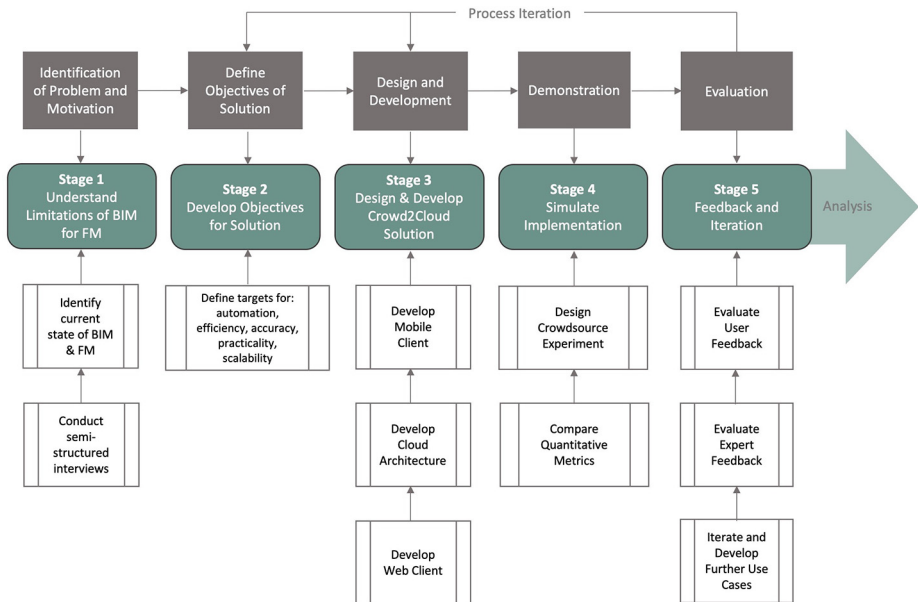 Process Iteration
Identification
of Problem and
Motivation
Define
Objectives of
Solution
Design and
Development
Demonstration
Evaluation
Stage 1
Understand
Limitations of BIM
for FM
Stage 2
Develop Objectives
for Solution
Stage 3
Design & Develop
Crowd2Cloud
Solution
Stage 4
Simulate
Implementation
Stage 5
Feedback and
Iteration
Analysis
Identify
current
state of BIM
& FM
Define targets for:
automation,
efficiency, accuracy,
practicality,
scalability
Develop
Mobile
Client
Design
Crowdsource
Experiment
Evaluate
User
Feedback
Conduct
semi-
structured
interviews
Develop
Cloud
Architecture
Compare
Quantitative
Metrics
Evaluate
Expert
Feedback
Develop
Web Client
Iterate and
Develop
Further Use
Cases